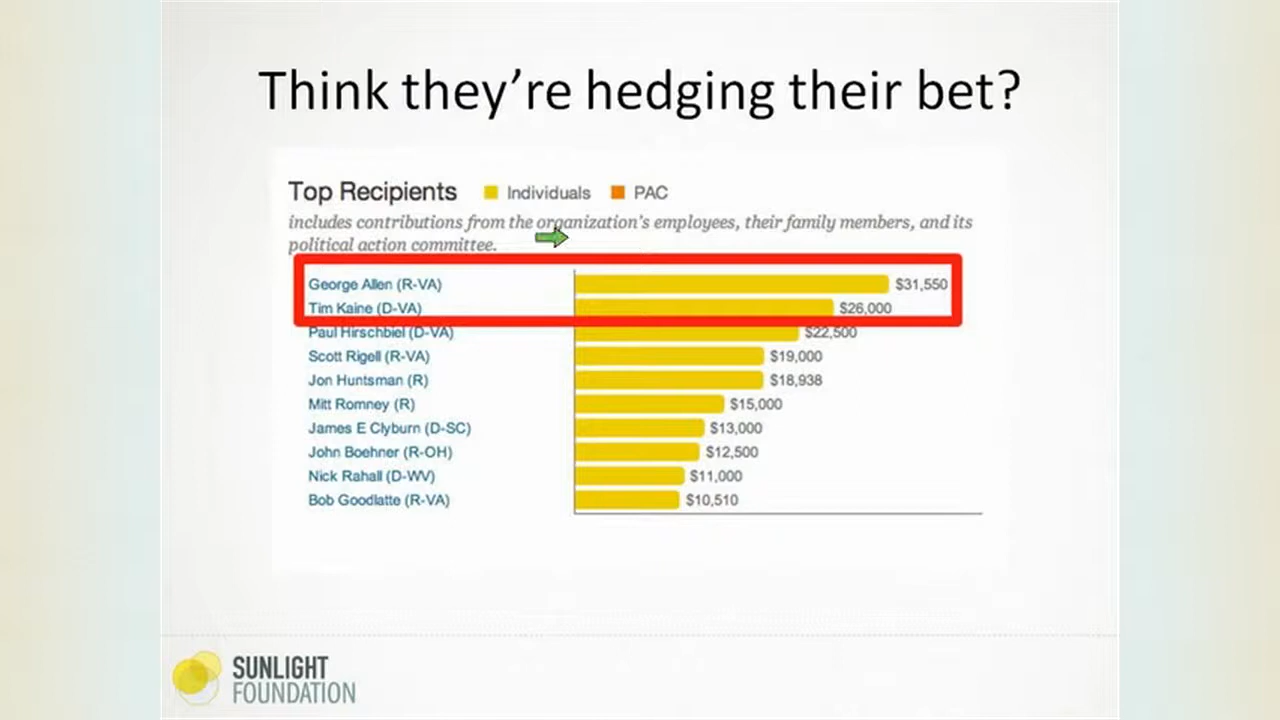 Think they're hedging their bet?
Top Recipients Individuals PAC
includes contributions from the organization's employees, their family members, and its
political action committee.
George Allen (R-VA) $31,550
Tim Kaine (D-VA) $26,000
Paul Hirschbiel (D-VA) $22,500
Scott Rigell (R-VA) $19,000
Jon Huntsman (R) $18,938
Mitt Romney (R) $15,000
James E Clyburn (D-SC) $13,000
John Boehner (R-OH) $12,500
Nick Rahall (D-WV) $11,000
Bob Goodlatte (R-VA) $10,510
SUNLIGHT
FOUNDATION